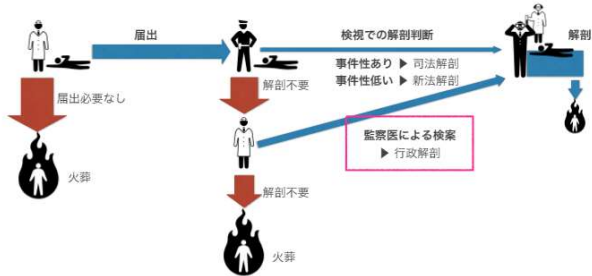 届出
検視での解剖判断
解剖
事件性あり ▶ 司法解剖
事件性低い ▶ 新法解剖
届出必要なし
解剖不要
監察医による検案
▶ 行政解剖
火葬
解剖不要
火葬